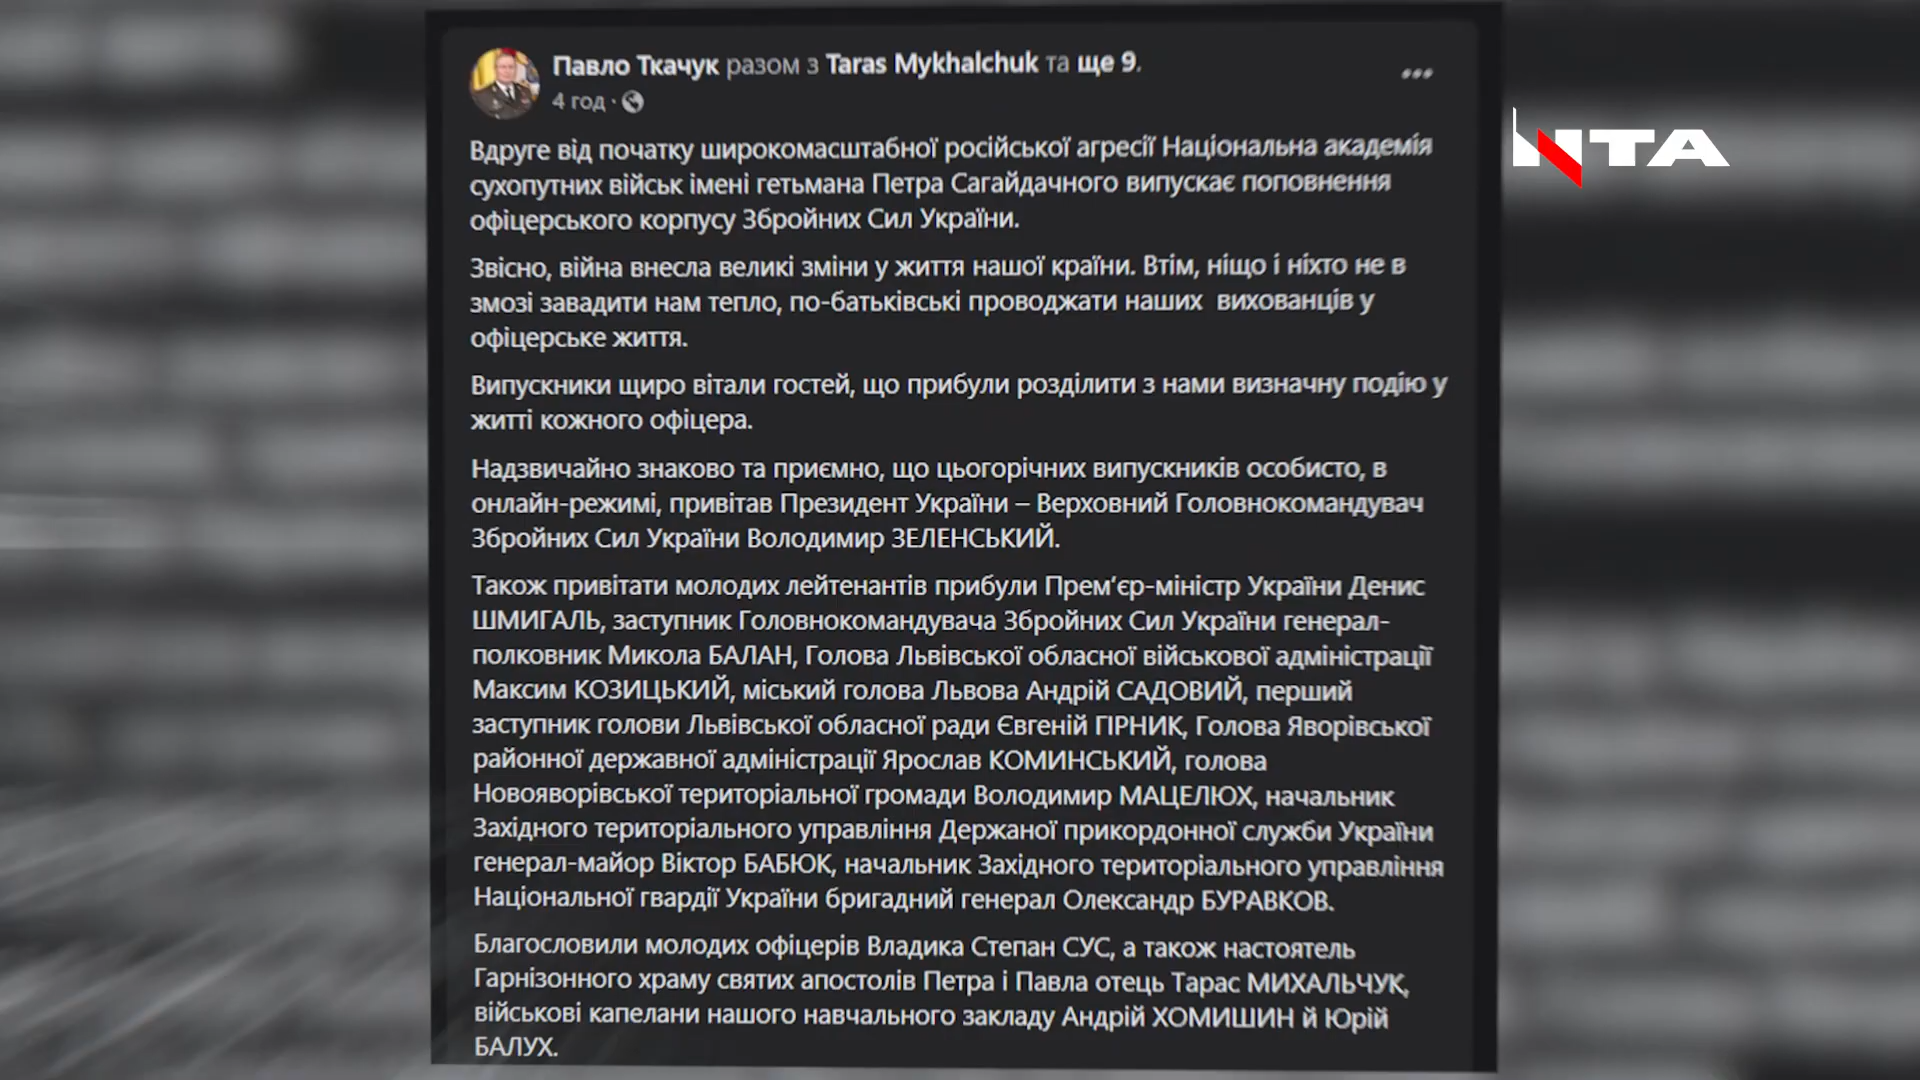 Павло Ткачук разом з Taras Mykhalchuk та ще 9.
4 год ·
NTA
Вдруге від початку широкомасштабної російської агресії Національна академія
сухопутних військ імені гетьмана Петра Сагайдачного випускає поповнення
офіцерського корпусу Збройних Сил України.
Звісно, війна внесла великі зміни у життя нашої країни. Втім, ніщо і ніхто не в
змозі завадити нам тепло, по-батьківські проводжати наших вихованців у
офіцерське життя.
Випускники щиро вітали гостей, що прибули розділити з нами визначну подію у
житті кожного офіцера.
Надзвичайно знаково та приємно, що цьогорічних випускників особисто, в
онлайн-режимі, привітав Президент України – Верховний Головнокомандувач
Збройних Сил України Володимир ЗЕЛЕНСЬКИЙ.
Також привітати молодих лейтенантів прибули Прем‘єр-міністр України Денис
ШМИГАЛЬ, заступник Головнокомандувача Збройних Сил України генерал-
полковник Микола БАЛАН, Голова Львівської обласної військової адміністрації
Максим КОЗИЦЬКИЙ, міський голова Львова Андрій САДОВИЙ, перший
заступник голови Львівської обласної ради Євгеній ГІРНИК, Голова Яворівської
районної державної адміністрації Ярослав КОМИНСЬКИЙ, голова
Новояворівської територіальної громади Володимир МАЦЕЛЮХ, начальник
Західного територіального управління Держаної прикордонної служби України
генерал-майор Віктор БАБЮК, начальник Західного територіального управління
Національної гвардії України бригадний генерал Олександр БУРАВКОВ.
Благословили молодих офіцерів Владика Степан СУС, а також настоятель
Гарнізонного храму святих апостолів Петра і Павла отець Тарас МИХАЛЬЧУК,
військові капелани нашого навчального закладу Андрій ХОМИШИН й Юрій
БАЛУХ.